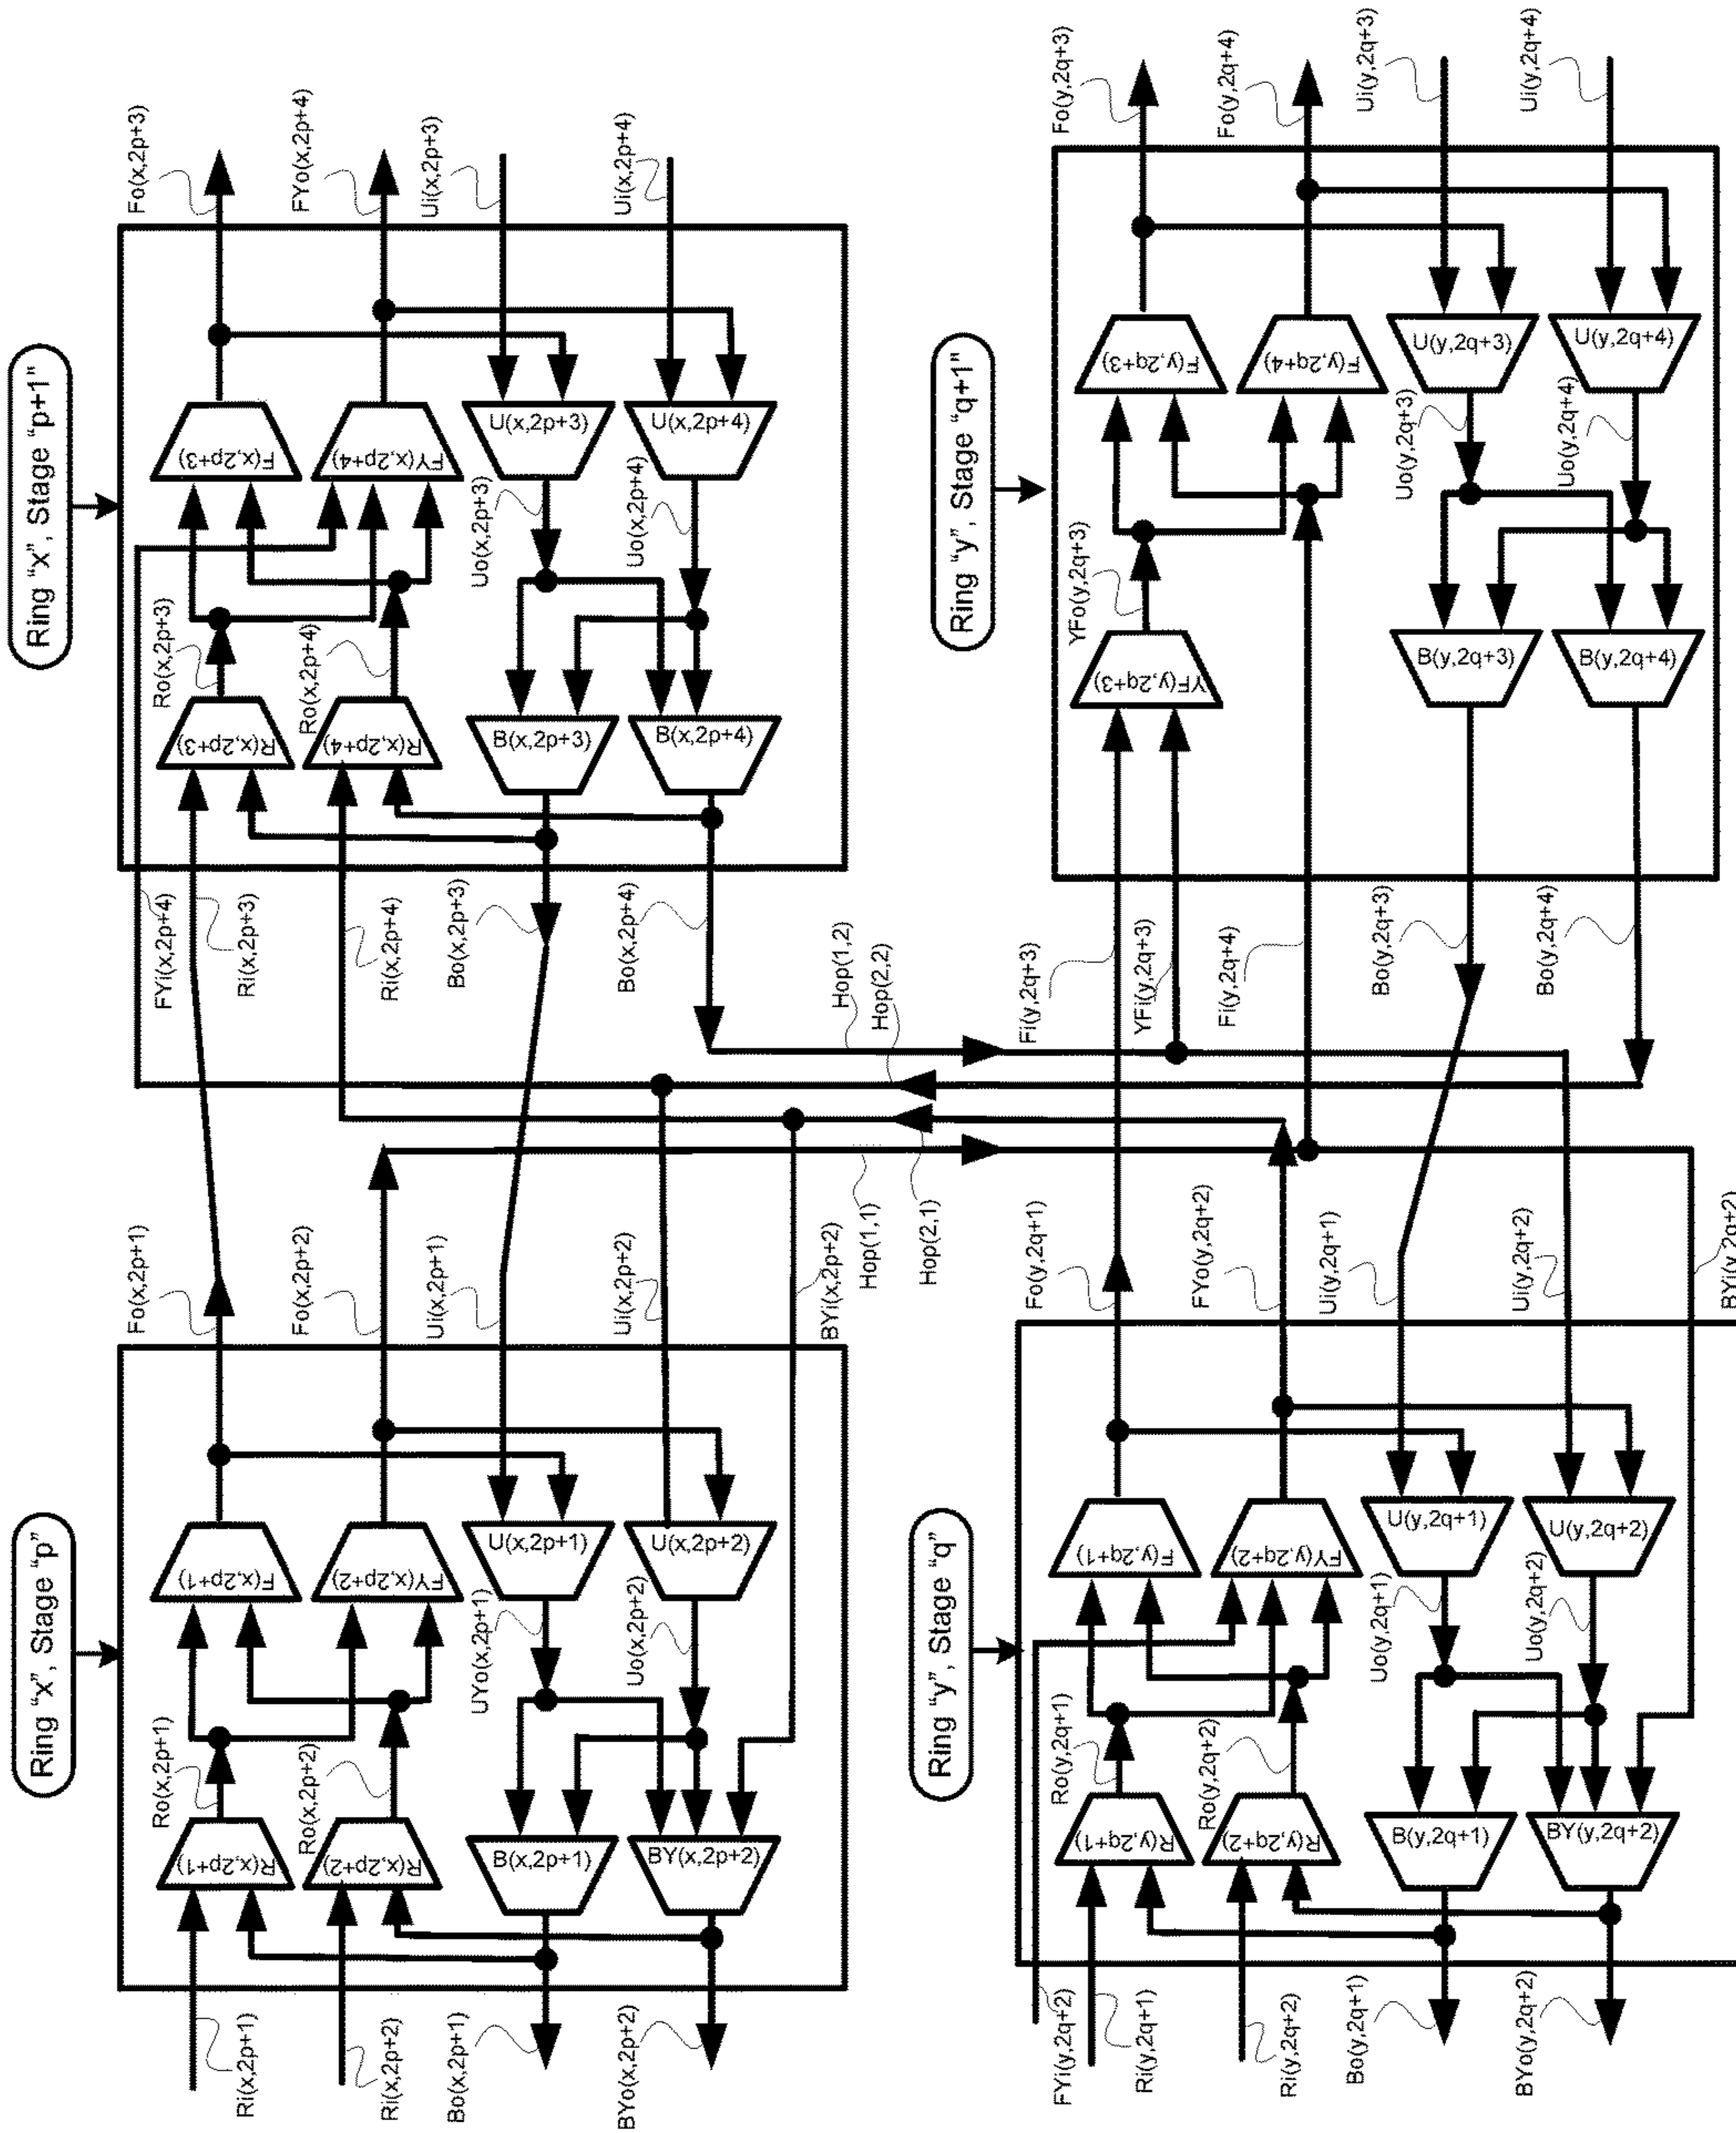 Ring "x", Stage "p"
Ri(x,2p+1)
Ri(x,2p+2)
Bo(x,2p+1)
BYo(x,2p+2)
R(x,2p+1)
Ro(x,2p+1)
R(x,2p+2)
Ro(x,2p+2)
F(x,2p+1)
FY(x,2p+2)
U(x,2p+1)
U(x,2p+2)
UYo(x,2p+1)
Uo(x,2p+2)
B(x,2p+1)
BY(x,2p+2)
Fo(x,2p+1)
Fo(x,2p+2)
Ui(x,2p+1)
Ui(x,2p+2)
BYi(x,2p+2)
Ring "x", Stage "p+1"
FYi(x,2p+4)
Ri(x,2p+3)
Ri(x,2p+4)
Bo(x,2p+3)
Bo(x,2p+4)
R(x,2p+3)
Ro(x,2p+3)
R(x,2p+4)
Ro(x,2p+4)
F(x,2p+3)
FY(x,2p+4)
U(x,2p+3)
U(x,2p+4)
Uo(x,2p+3)
Uo(x,2p+4)
B(x,2p+3)
B(x,2p+4)
Fo(x,2p+3)
FYo(x,2p+4)
Ui(x,2p+3)
Ui(x,2p+4)
Hop(1,2)
Hop(2,2)
Hop(1,1)
Hop(2,1)
Ring "y", Stage "q"
FYi(y,2q+2)
Ri(y,2q+1)
Ri(y,2q+2)
Bo(y,2q+1)
BYo(y,2q+2)
R(y,2q+1)
Ro(y,2q+1)
R(y,2q+2)
Ro(y,2q+2)
F(y,2q+1)
FY(y,2q+2)
U(y,2q+1)
U(y,2q+2)
Uo(y,2q+1)
Uo(y,2q+2)
B(y,2q+1)
BY(y,2q+2)
Fo(y,2q+1)
FYo(y,2q+2)
Ui(y,2q+1)
Ui(y,2q+2)
BYi(y,2q+2)
Ring "y", Stage "q+1"
Fi(y,2q+3)
YFi(y,2q+3)
Fi(y,2q+4)
Bo(y,2q+3)
Bo(y,2q+4)
YF(y,2q+3)
YFo(y,2q+3)
F(y,2q+3)
F(y,2q+4)
U(y,2q+3)
U(y,2q+4)
Uo(y,2q+3)
Uo(y,2q+4)
B(y,2q+3)
B(y,2q+4)
Fo(y,2q+3)
Fo(y,2q+4)
Ui(y,2q+3)
Ui(y,2q+4)